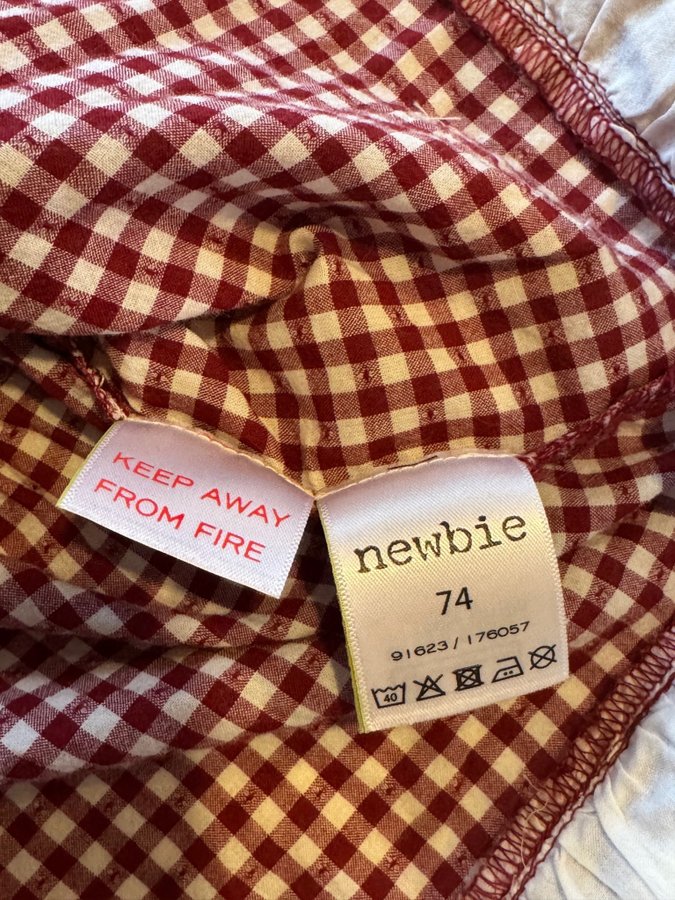 KEEP AWAY
FROM FIRE
newbie
74
91623 / 176057
40